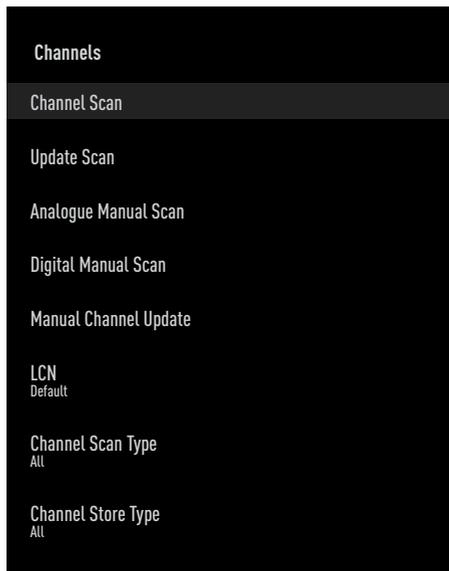 Channels
Channel Scan
Update Scan
Analogue Manual Scan
Digital Manual Scan
Manual Channel Update
LCN
Default
Channel Scan Type
All
Channel Store Type
All